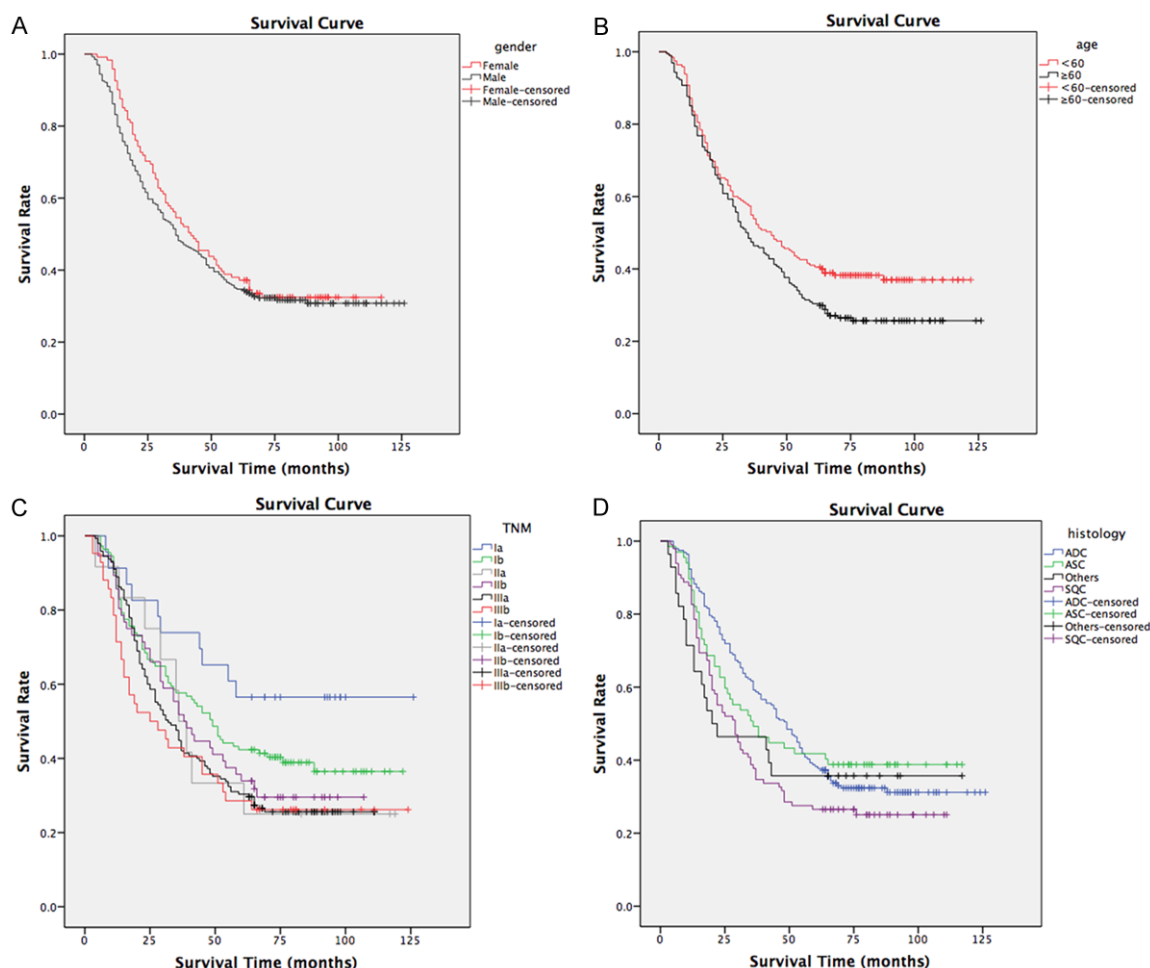 A
Survival Curve
gender
Female
Male
Female-censored
Male-censored
1.0
0.8
0.6
0.4
0.2
0.0
Survival Rate
0 25 50 75 100 125
Survival Time (months)
B
Survival Curve
age
<60
≥60
<60-censored
≥60-censored
1.0
0.8
0.6
0.4
0.2
0.0
Survival Rate
0 25 50 75 100 125
Survival Time (months)
C
Survival Curve
TNM
Ia
Ib
IIa
IIb
IIIa
IIIb
Ia-censored
Ib-censored
IIa-censored
IIb-censored
IIIa-censored
IIIb-censored
1.0
0.8
0.6
0.4
0.2
0.0
Survival Rate
0 25 50 75 100 125
Survival Time (months)
D
Survival Curve
histology
ADC
ASC
Others
SQC
ADC-censored
ASC-censored
Others-censored
SQC-censored
1.0
0.8
0.6
0.4
0.2
0.0
Survival Rate
0 25 50 75 100 125
Survival Time (months)